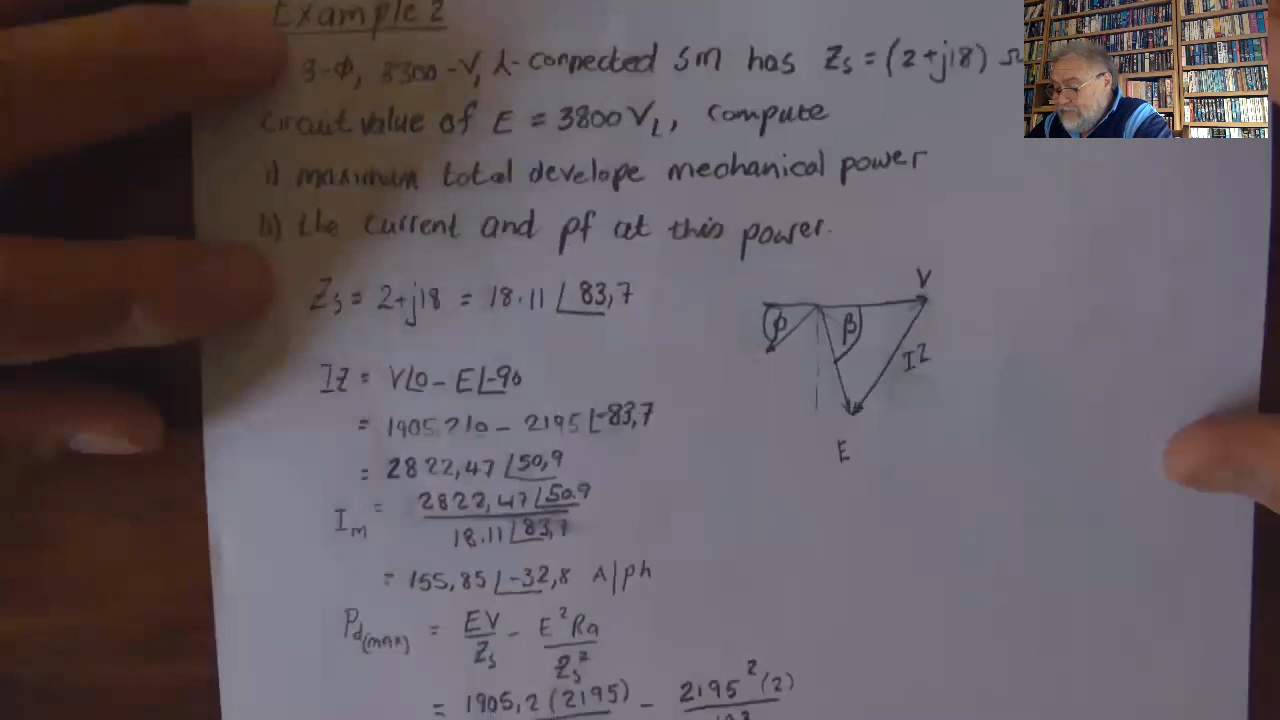 Example 2
3-Φ, 3300-V, λ-connected SM has Zs = (2+j18) Ω
Circuit value of E = 3800 VL, compute
i) maximum total develope mechanical power
ii) the current and pf at this power.
Zs = 2+j18 = 18.11∠83,7
IZ = V∠0 - E∠-90
= 1905,2∠0 - 2195∠-83,7
= 2822,47∠50,9
Im = 2822,47∠50.9 / 18.11∠83,7
= 155,85∠-32,8 A/ph
Pd(max) = EV/Zs - E²Ra/Zs²
= 1905,2 (2195) - 2195² (2)
V
Φ
β
IZ
E